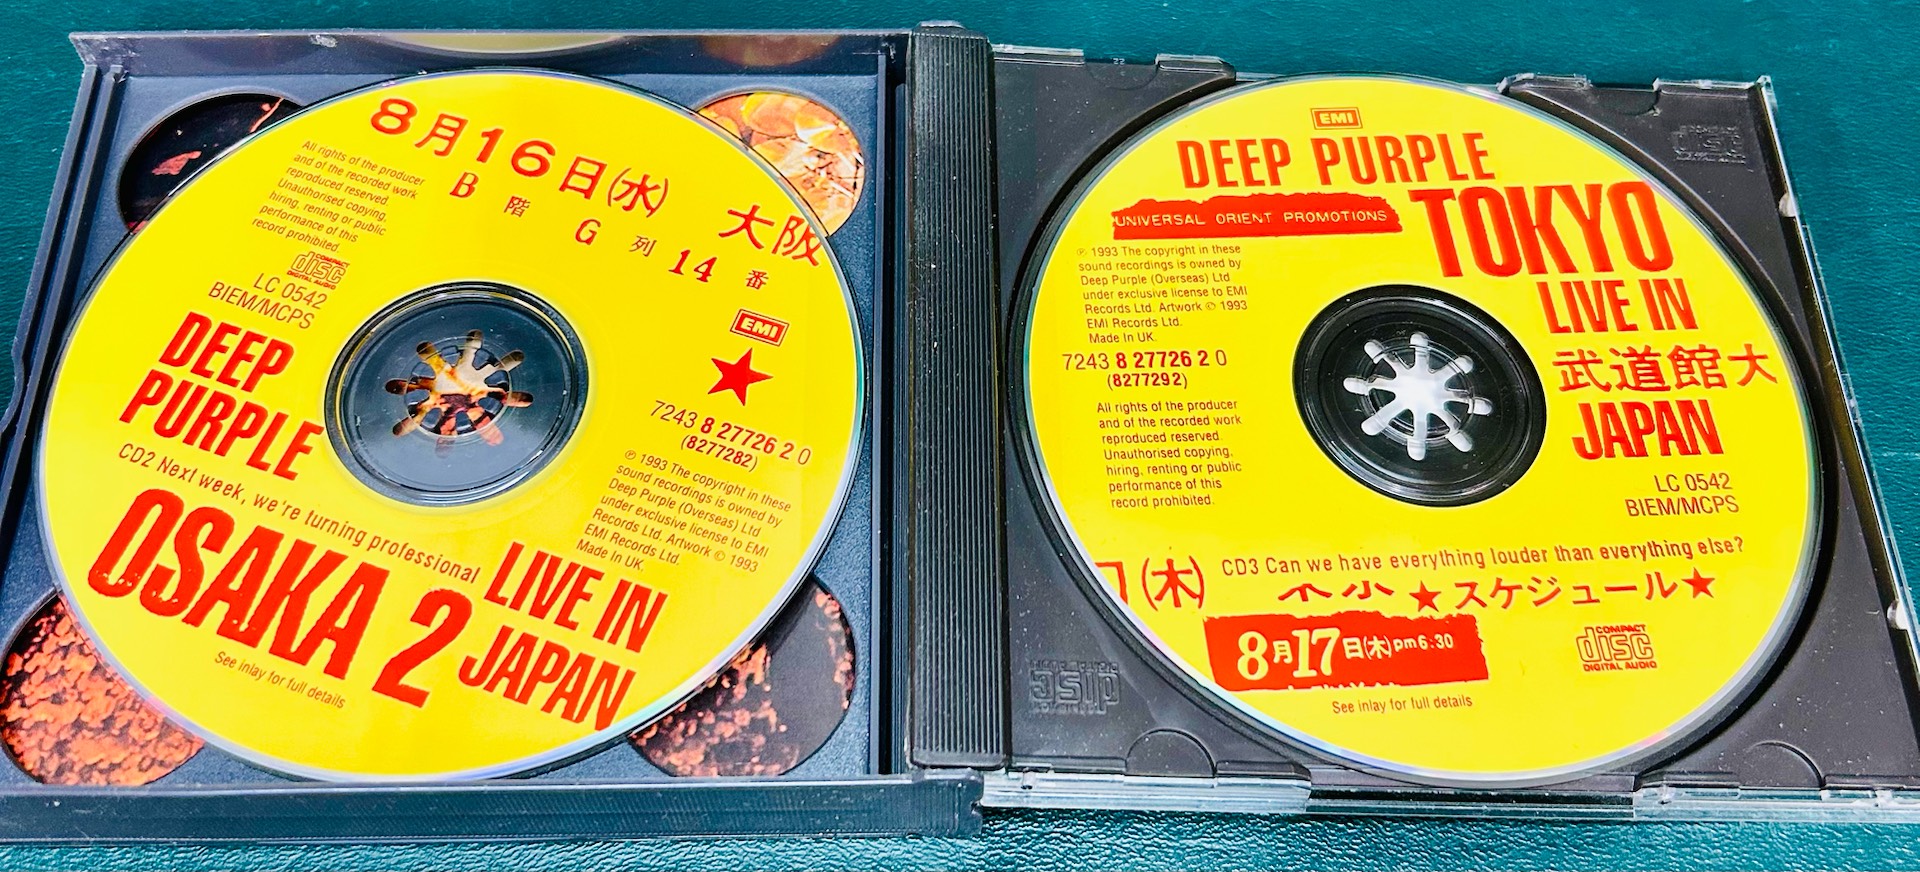 8月16日(水) 大阪
B 階 G 列 14 番
All rights of the producer
and of the recorded work
reproduced reserved.
Unauthorised copying,
hiring, renting or public
performance of this
record prohibited.
COMPACT
disc
DIGITAL AUDIO
LC 0542
BIEM/MCPS
EMI
★
7243 8 27726 2 0
(8277282)
DEEP
PURPLE
CD2 Next week, we're turning professional
OSAKA 2
LIVE IN
JAPAN
℗ 1993 The copyright in these
sound recordings is owned by
Deep Purple (Overseas) Ltd
under exclusive license to EMI
Records Ltd. Artwork © 1993
EMI Records Ltd.
Made In UK.
See inlay for full details
EMI
DEEP PURPLE
UNIVERSAL ORIENT PROMOTIONS
TOKYO
LIVE IN
武道館大
JAPAN
℗ 1993 The copyright in these
sound recordings is owned by
Deep Purple (Overseas) Ltd
under exclusive license to EMI
Records Ltd. Artwork © 1993
EMI Records Ltd.
Made In UK.
7243 8 27726 2 0
(8277292)
All rights of the producer
and of the recorded work
reproduced reserved.
Unauthorised copying,
hiring, renting or public
performance of this
record prohibited.
LC 0542
BIEM/MCPS
CD3 Can we have everything louder than everything else?
(木)
★スケジュール★
8月17日(木)pm6:30
COMPACT
disc
DIGITAL AUDIO
See inlay for full details
disc
disc